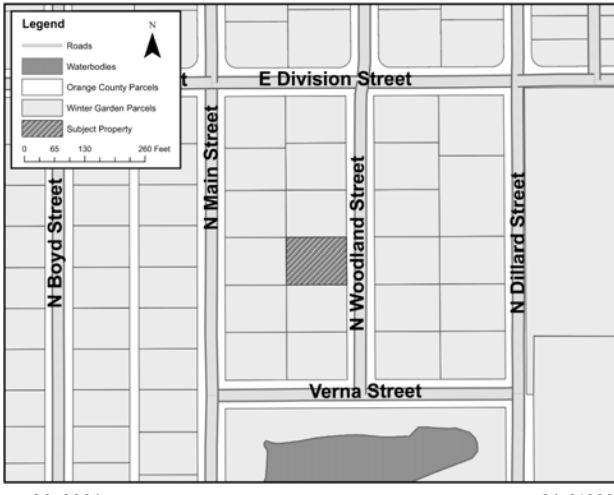 Legend
N
Roads
Waterbodies
Orange County Parcels
Winter Garden Parcels
Subject Property
0 65 130 260 Feet
E Division Street
N Boyd Street
N Main Street
N Woodland Street
N Dillard Street
Verna Street